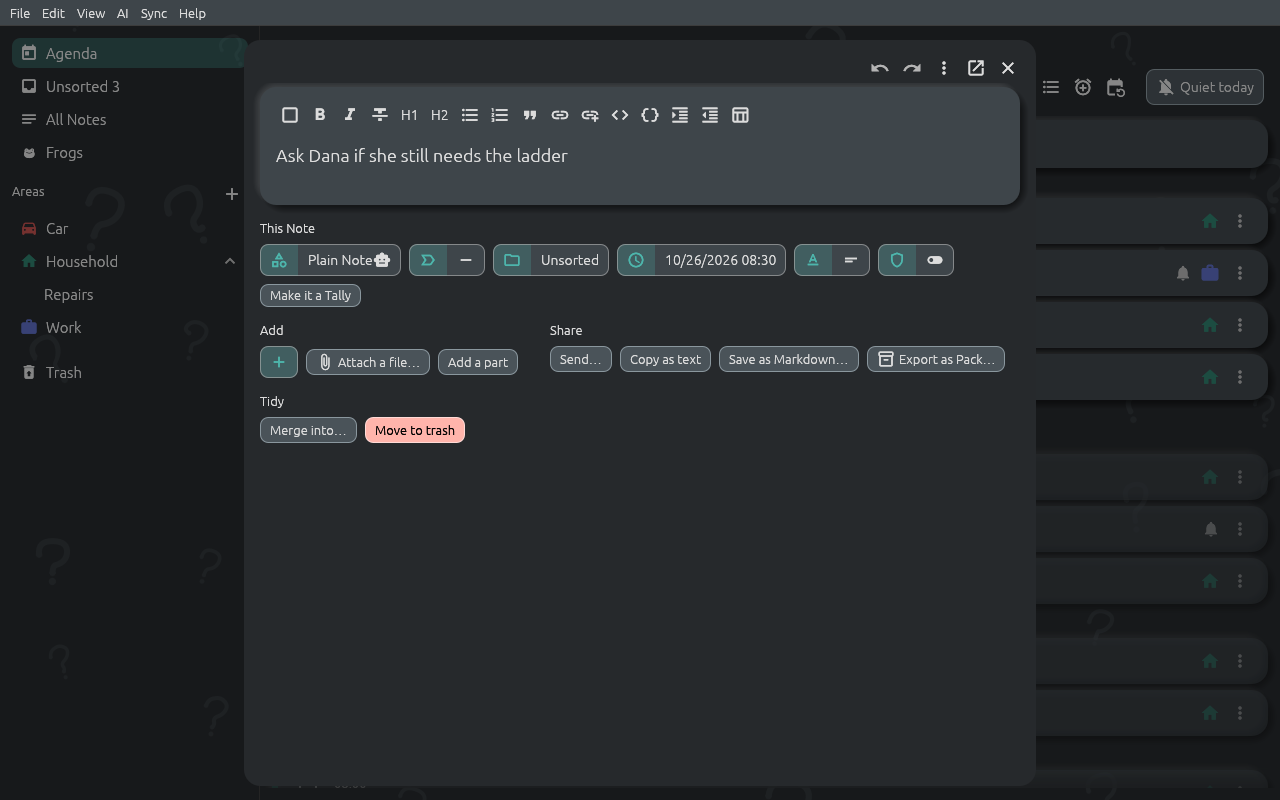 File Edit View AI Sync Help
Agenda
Unsorted 3
All Notes
Frogs
Areas
Car
Household
Repairs
Work
Trash
Quiet today
B I S H1 H2
Ask Dana if she still needs the ladder
This Note
Plain Note
Unsorted
10/26/2026 08:30
Make it a Tally
Add
Attach a file…
Add a part
Share
Send…
Copy as text
Save as Markdown…
Export as Pack…
Tidy
Merge into…
Move to trash